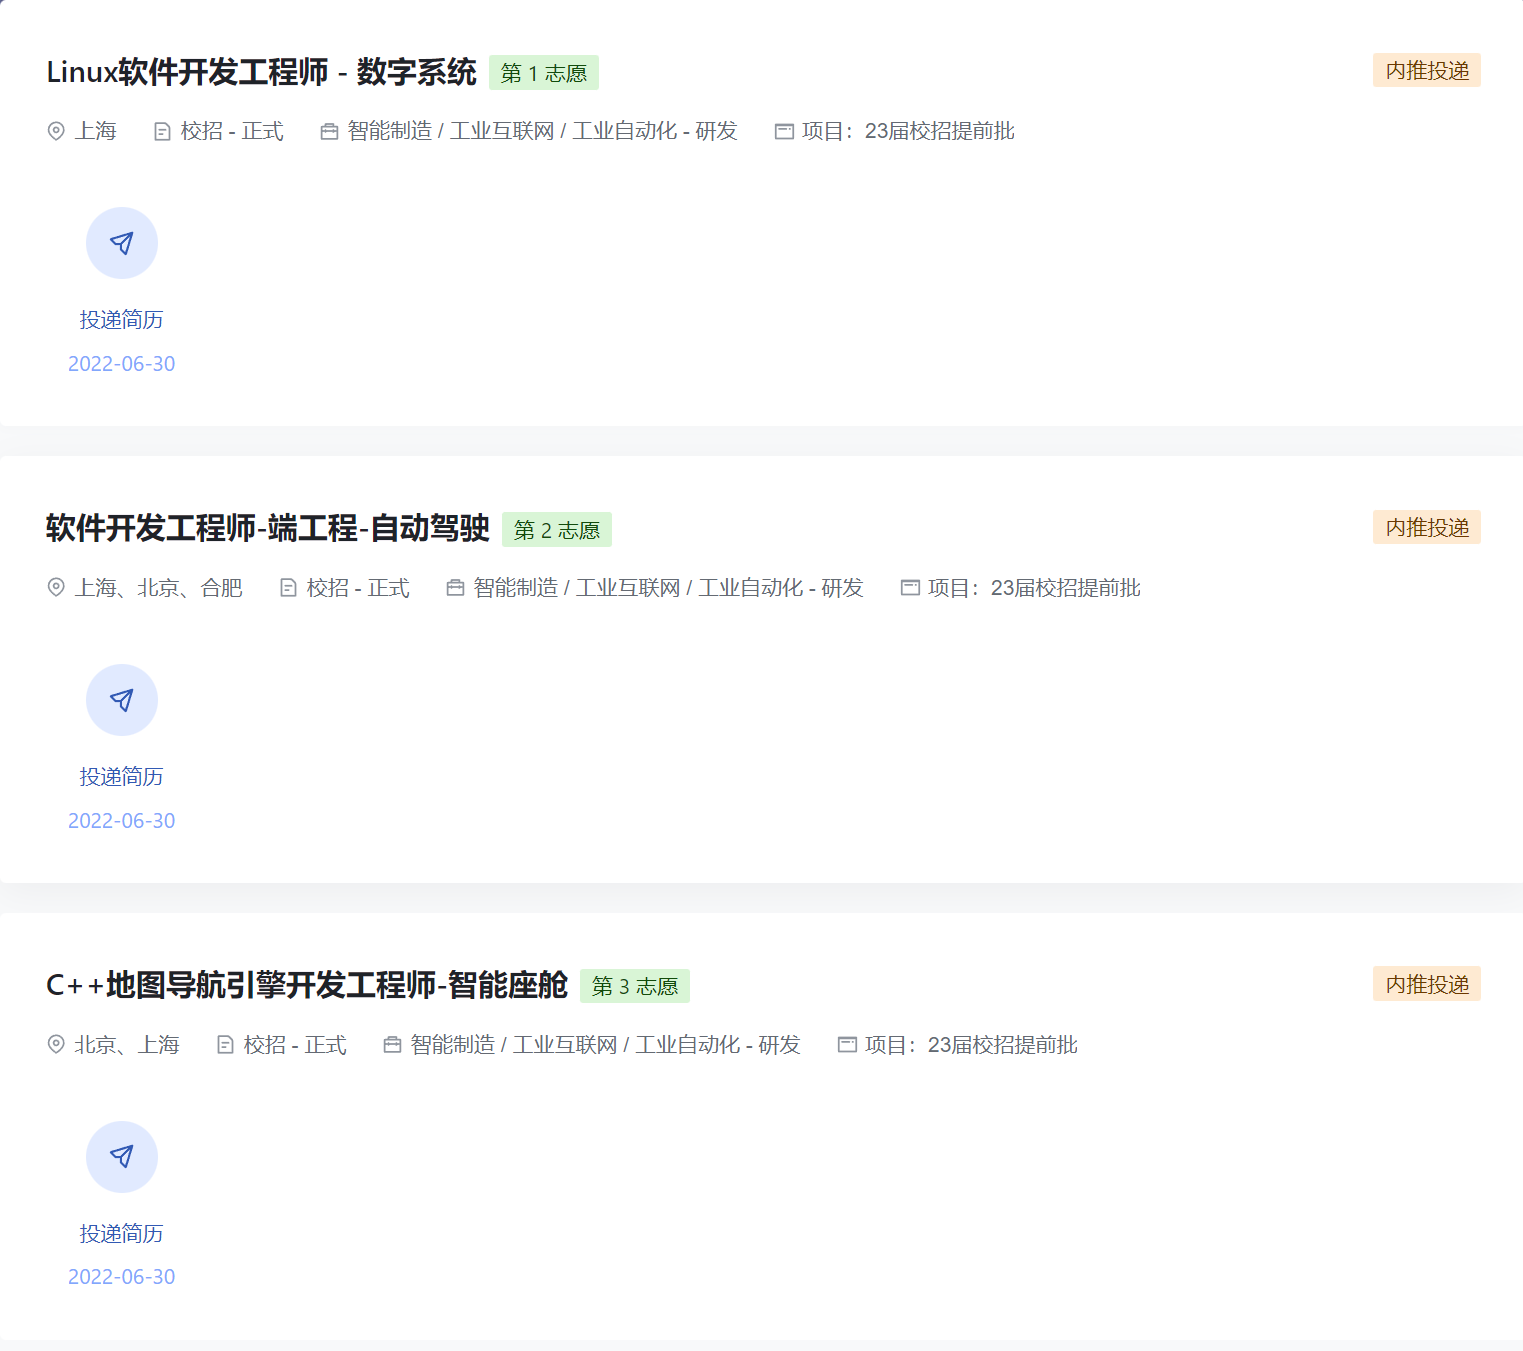 Linux软件开发工程师 - 数字系统 第 1 志愿 内推投递
上海 校招 - 正式 智能制造 / 工业互联网 / 工业自动化 - 研发 项目：23届校招提前批
投递简历
2022-06-30
软件开发工程师-端工程-自动驾驶 第 2 志愿 内推投递
上海、北京、合肥 校招 - 正式 智能制造 / 工业互联网 / 工业自动化 - 研发 项目：23届校招提前批
投递简历
2022-06-30
C++地图导航引擎开发工程师-智能座舱 第 3 志愿 内推投递
北京、上海 校招 - 正式 智能制造 / 工业互联网 / 工业自动化 - 研发 项目：23届校招提前批
投递简历
2022-06-30